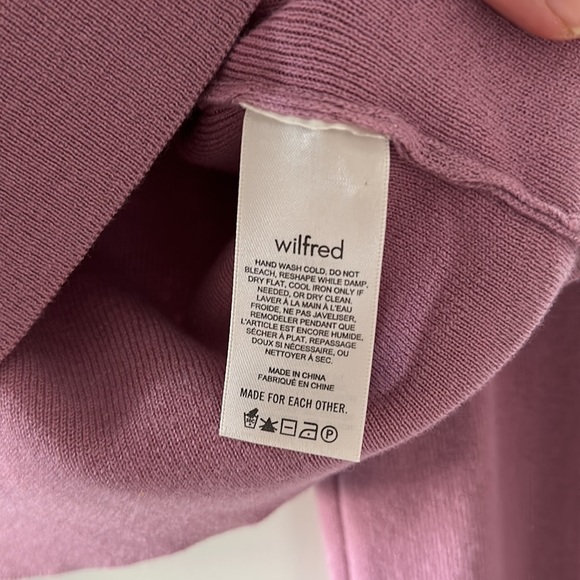 wilfred
HAND WASH COLD, DO NOT
BLEACH, RESHAPE WHILE DAMP,
DRY FLAT, COOL IRON ONLY IF
NEEDED, OR DRY CLEAN.
LAVER À LA MAIN À L'EAU
FROIDE, NE PAS JAVELISER,
REMODELER PENDANT QUE
L'ARTICLE EST ENCORE HUMIDE,
SÉCHER À PLAT, REPASSAGE
DOUX SI NÉCESSAIRE, OU
NETTOYER À SEC.
MADE IN CHINA
FABRIQUÉ EN CHINE
MADE FOR EACH OTHER.
P